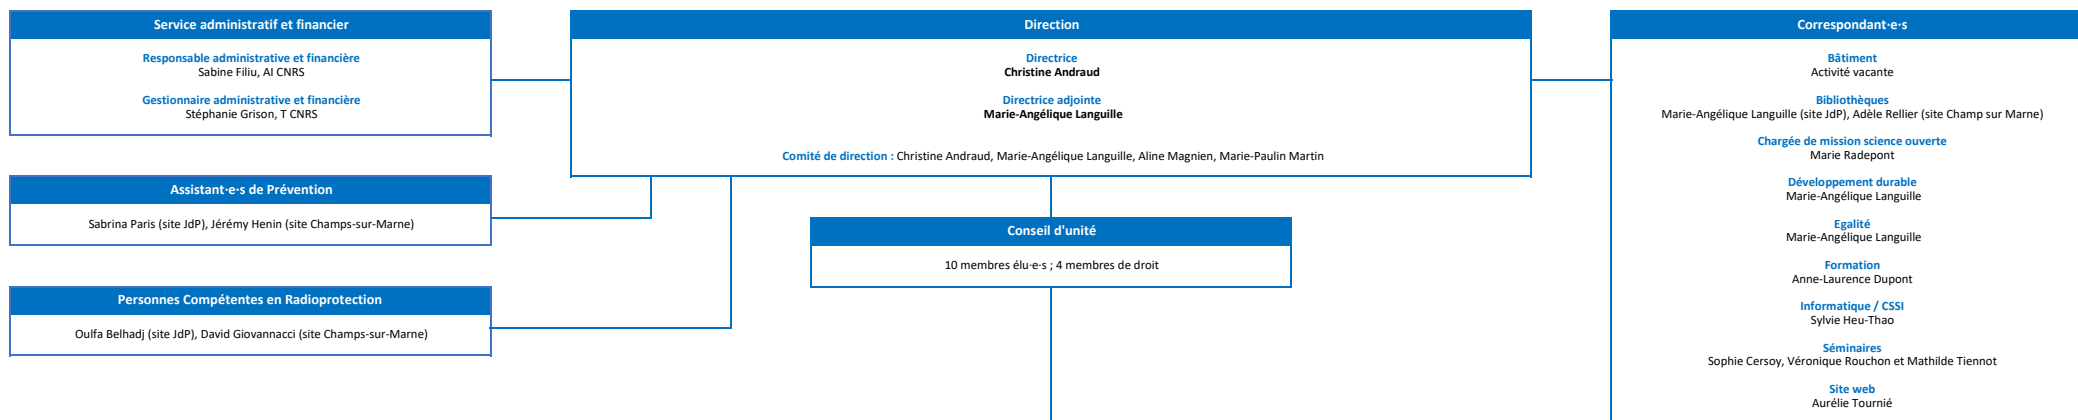 Service administratif et financier
Responsable administrative et financière
Sabine Filiu, AI CNRS
Gestionnaire administrative et financière
Stéphanie Grison, T CNRS
Assistant·e·s de Prévention
Sabrina Paris (site JdP), Jérémy Henin (site Champs-sur-Marne)
Personnes Compétentes en Radioprotection
Oulfa Belhadj (site JdP), David Giovannacci (site Champs-sur-Marne)
Direction
Directrice
Christine Andraud
Directrice adjointe
Marie-Angélique Languille
Comité de direction : Christine Andraud, Marie-Angélique Languille, Aline Magnien, Marie-Paulin Martin
Conseil d'unité
10 membres élu·e·s ; 4 membres de droit
Correspondant·e·s
Bâtiment
Activité vacante
Bibliothèques
Marie-Angélique Languille (site JdP), Adèle Rellier (site Champ sur Marne)
Chargée de mission science ouverte
Marie Radepont
Développement durable
Marie-Angélique Languille
Egalité
Marie-Angélique Languille
Formation
Anne-Laurence Dupont
Informatique / CSSI
Sylvie Heu-Thao
Séminaires
Sophie Cersoy, Véronique Rouchon et Mathilde Tiennot
Site web
Aurélie Tournié